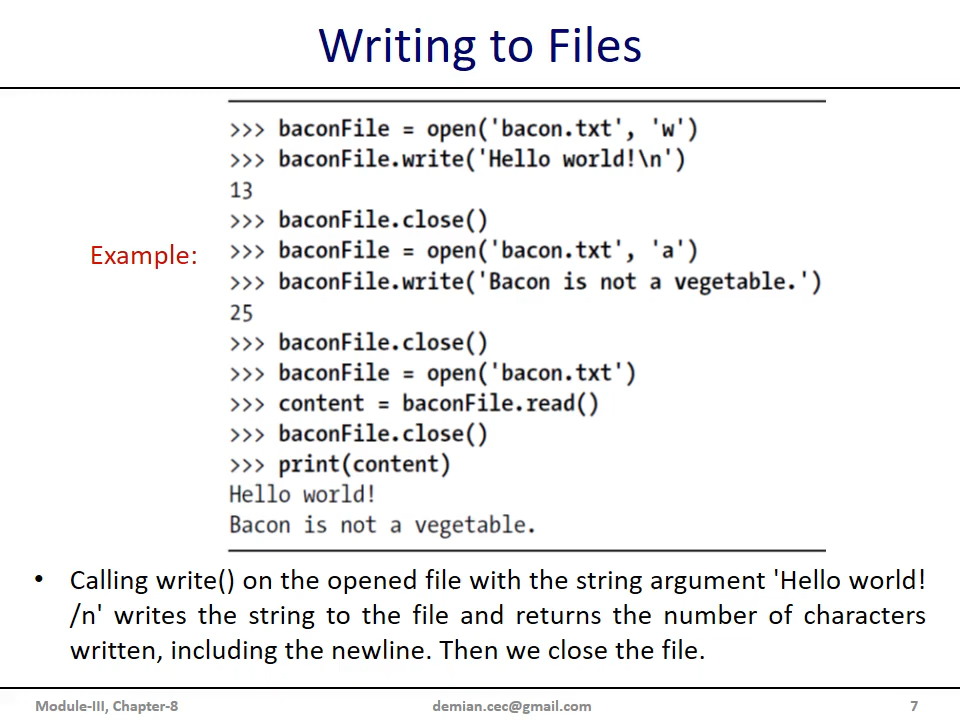 Writing to Files
>>> baconFile = open('bacon.txt', 'w')
>>> baconFile.write('Hello world!\n')
13
>>> baconFile.close()
Example:
>>> baconFile = open('bacon.txt', 'a')
>>> baconFile.write('Bacon is not a vegetable.')
25
>>> baconFile.close()
>>> baconFile = open('bacon.txt')
>>> content = baconFile.read()
>>> baconFile.close()
>>> print(content)
Hello world!
Bacon is not a vegetable.
• Calling write() on the opened file with the string argument 'Hello world!
/n' writes the string to the file and returns the number of characters
written, including the newline. Then we close the file.
Module-III, Chapter-8 demian.cec@gmail.com 7